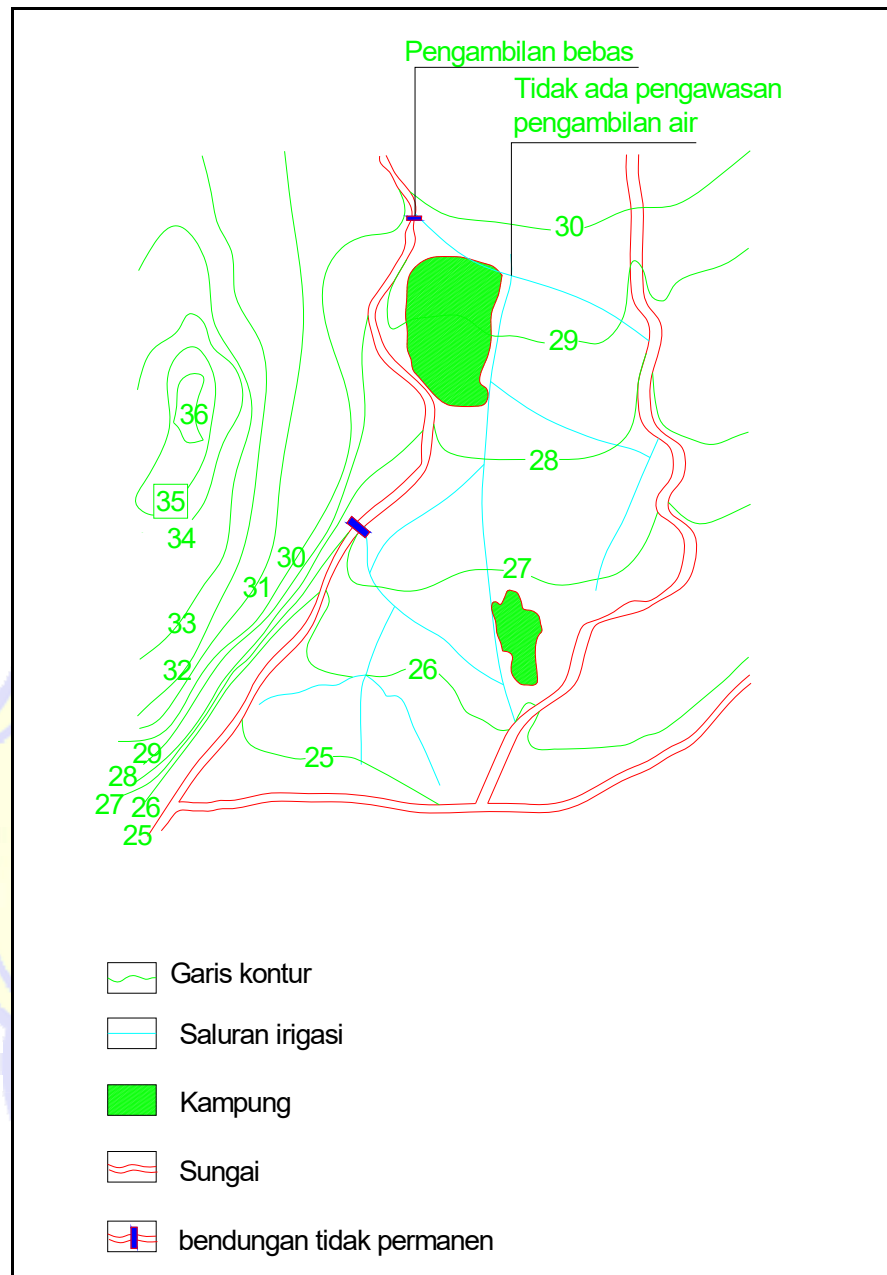 Pengambilan bebas
Tidak ada pengawasan
pengambilan air
30
29
36
28
35
34
30
27
31
33
32
26
29
25
28
27
26
25
Garis kontur
Saluran irigasi
Kampung
Sungai
bendungan tidak permanen